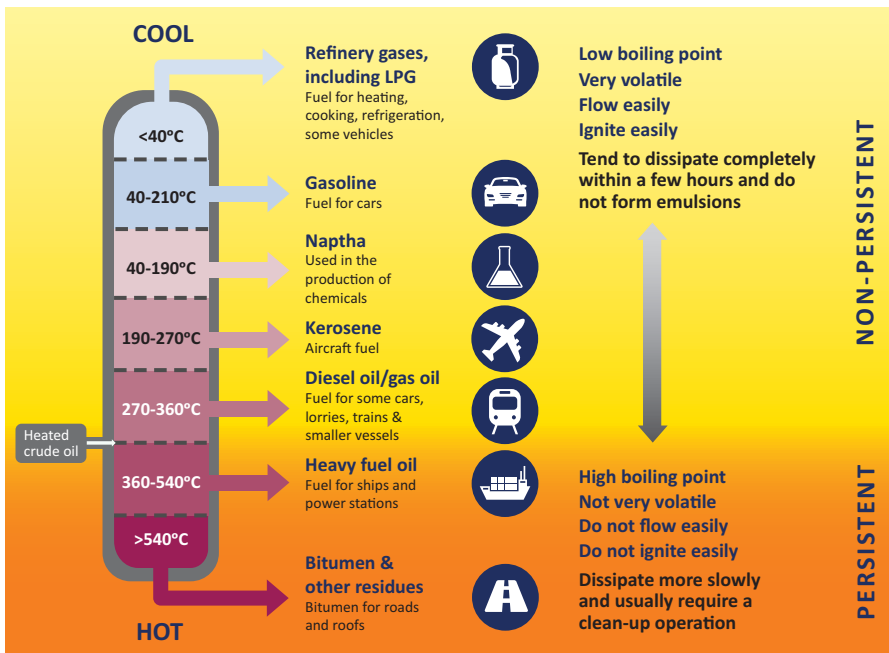 COOL
<40°C
40-210°C
40-190°C
190-270°C
270-360°C
Heated
crude oil
360-540°C
>540°C
HOT
Refinery gases,
including LPG
Fuel for heating,
cooking, refrigeration,
some vehicles
Gasoline
Fuel for cars
Naptha
Used in the
production of
chemicals
Kerosene
Aircraft fuel
Diesel oil/gas oil
Fuel for some cars,
lorries, trains &
smaller vessels
Heavy fuel oil
Fuel for ships and
power stations
Bitumen &
other residues
Bitumen for roads
and roofs
Low boiling point
Very volatile
Flow easily
Ignite easily
Tend to dissipate completely
within a few hours and do
not form emulsions
High boiling point
Not very volatile
Do not flow easily
Do not ignite easily
Dissipate more slowly
and usually require a
clean-up operation
NON-PERSISTENT
PERSISTENT